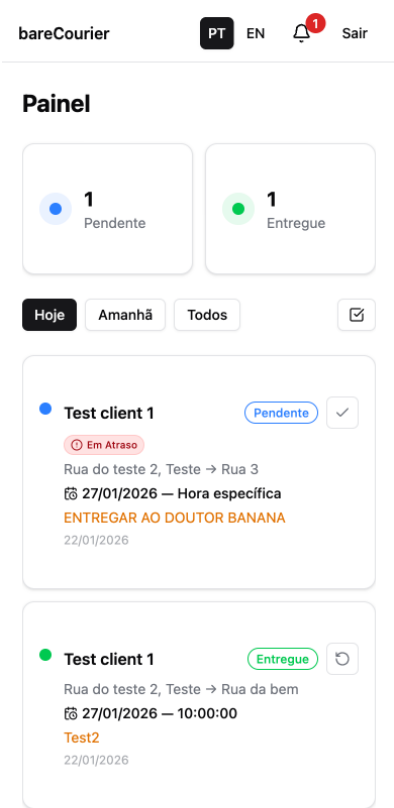 bareCourier PT EN 1 Sair
Painel
1
Pendente
1
Entregue
Hoje Amanhã Todos
Test client 1 Pendente
Em Atraso
Rua do teste 2, Teste → Rua 3
27/01/2026 — Hora específica
ENTREGAR AO DOUTOR BANANA
22/01/2026
Test client 1 Entregue
Rua do teste 2, Teste → Rua da bem
27/01/2026 — 10:00:00
Test2
22/01/2026